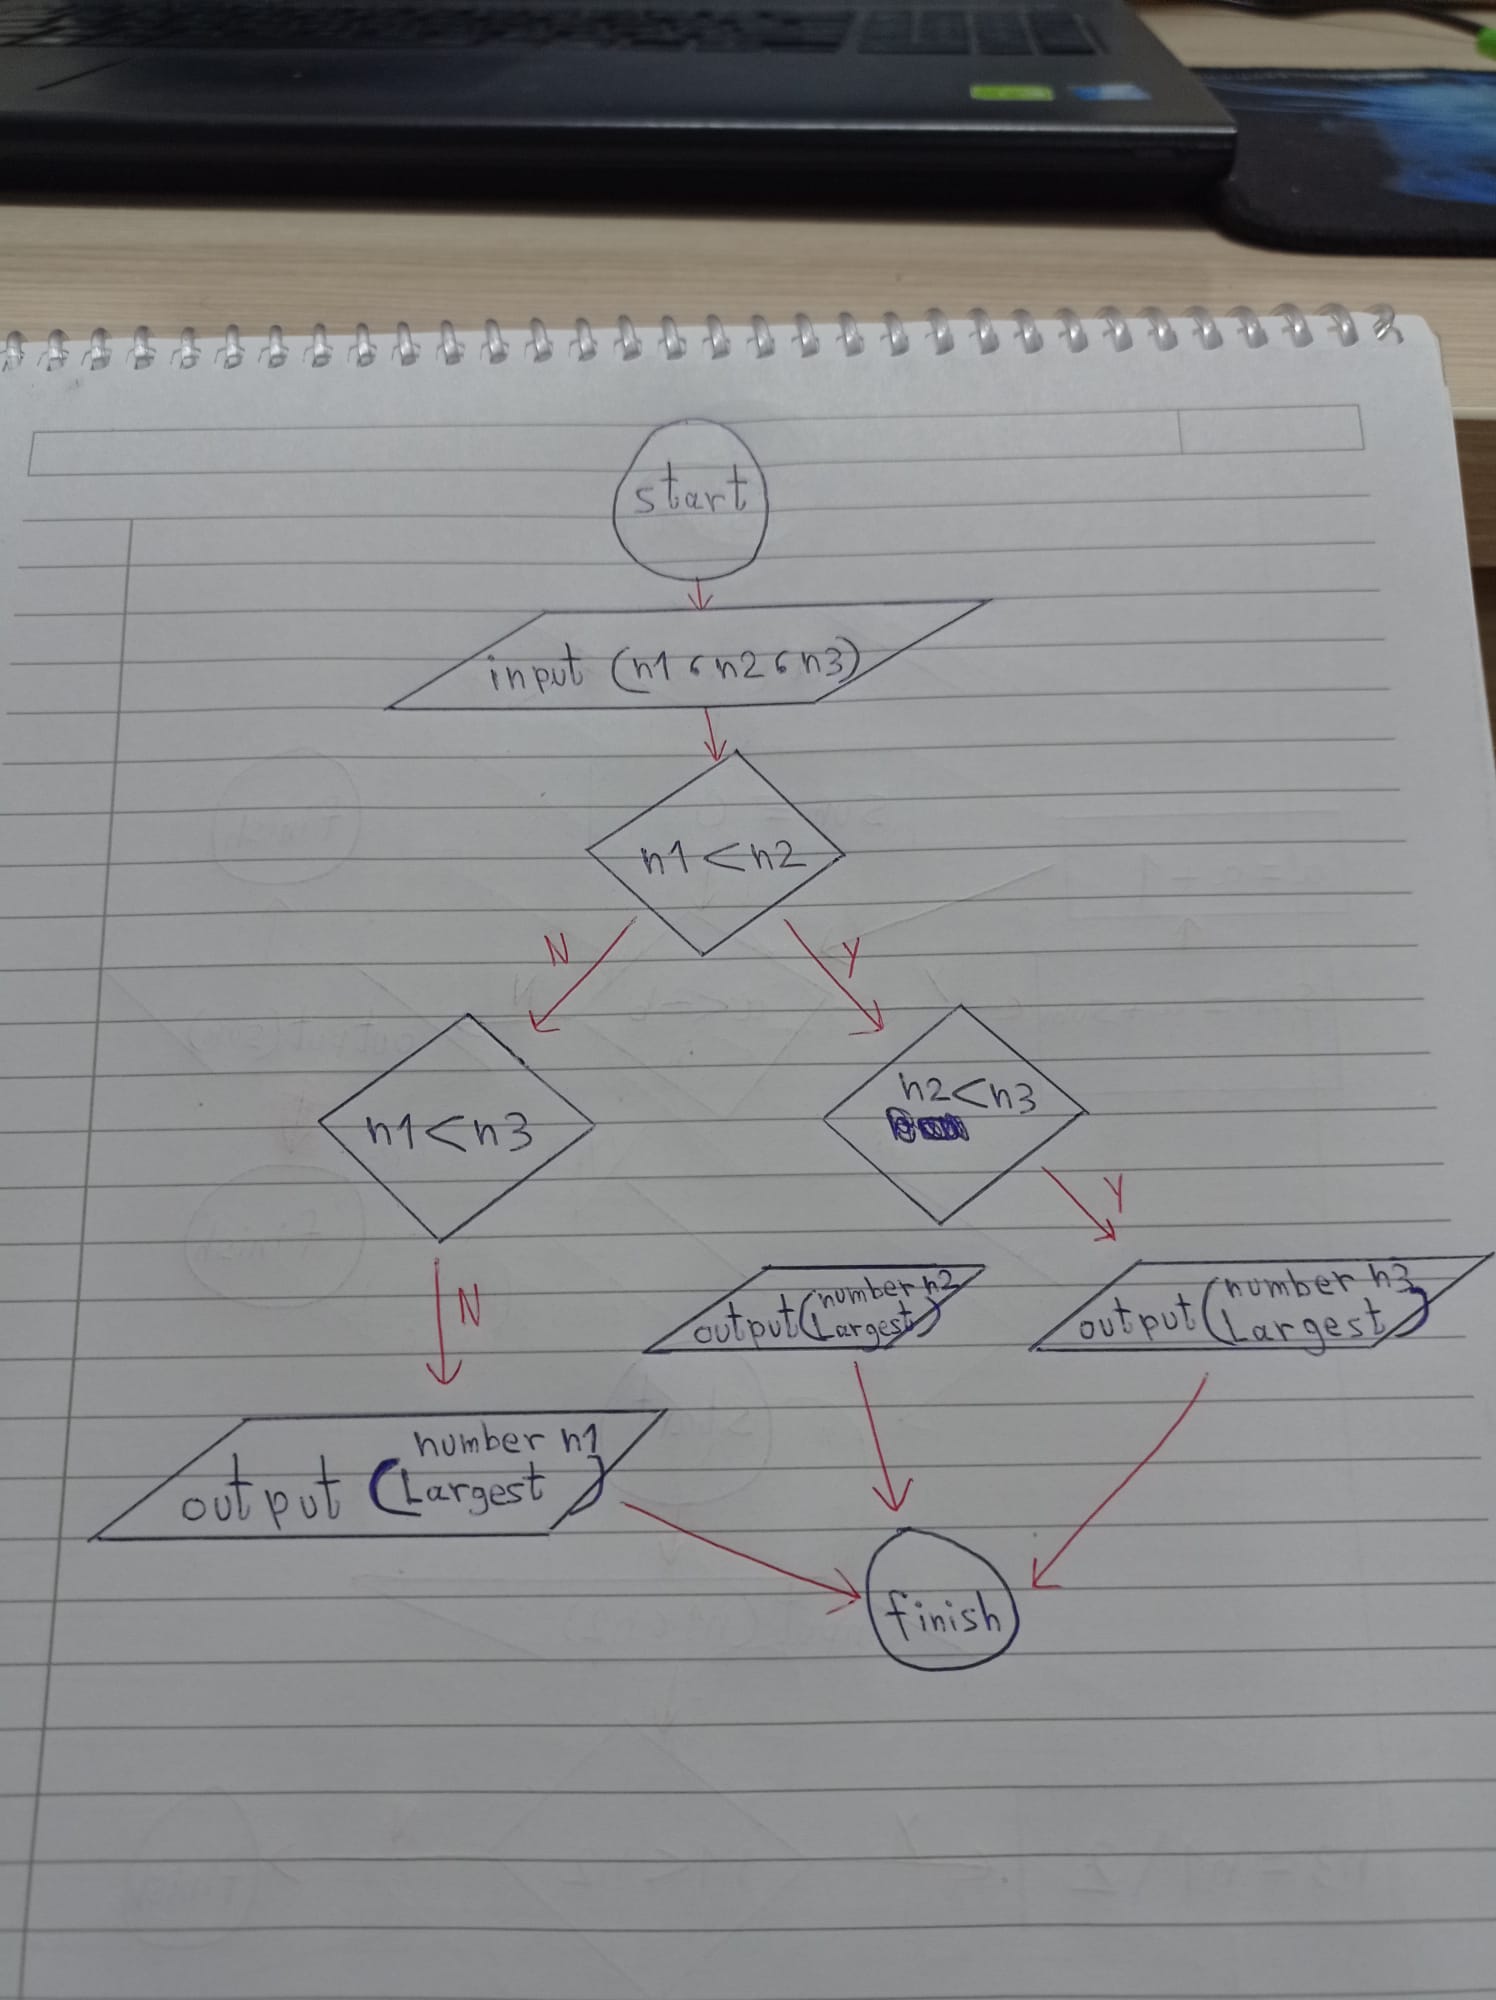 start
input (n1 ، n2 ، n3)
n1 < n2
N
Y
n1 < n3
n2 < n3
Y
N
number n2
output (Largest)
number n3
output (Largest)
number n1
output (Largest)
finish